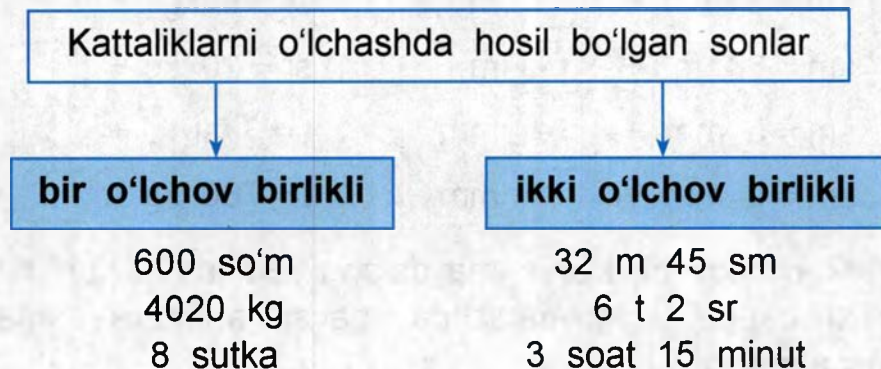 Kattaliklarni o‘lchashda hosil bo‘lgan sonlar
bir o‘lchov birlikli
ikki o‘lchov birlikli
600 so‘m
32 m 45 sm
4020 kg
6 t 2 sr
8 sutka
3 soat 15 minut